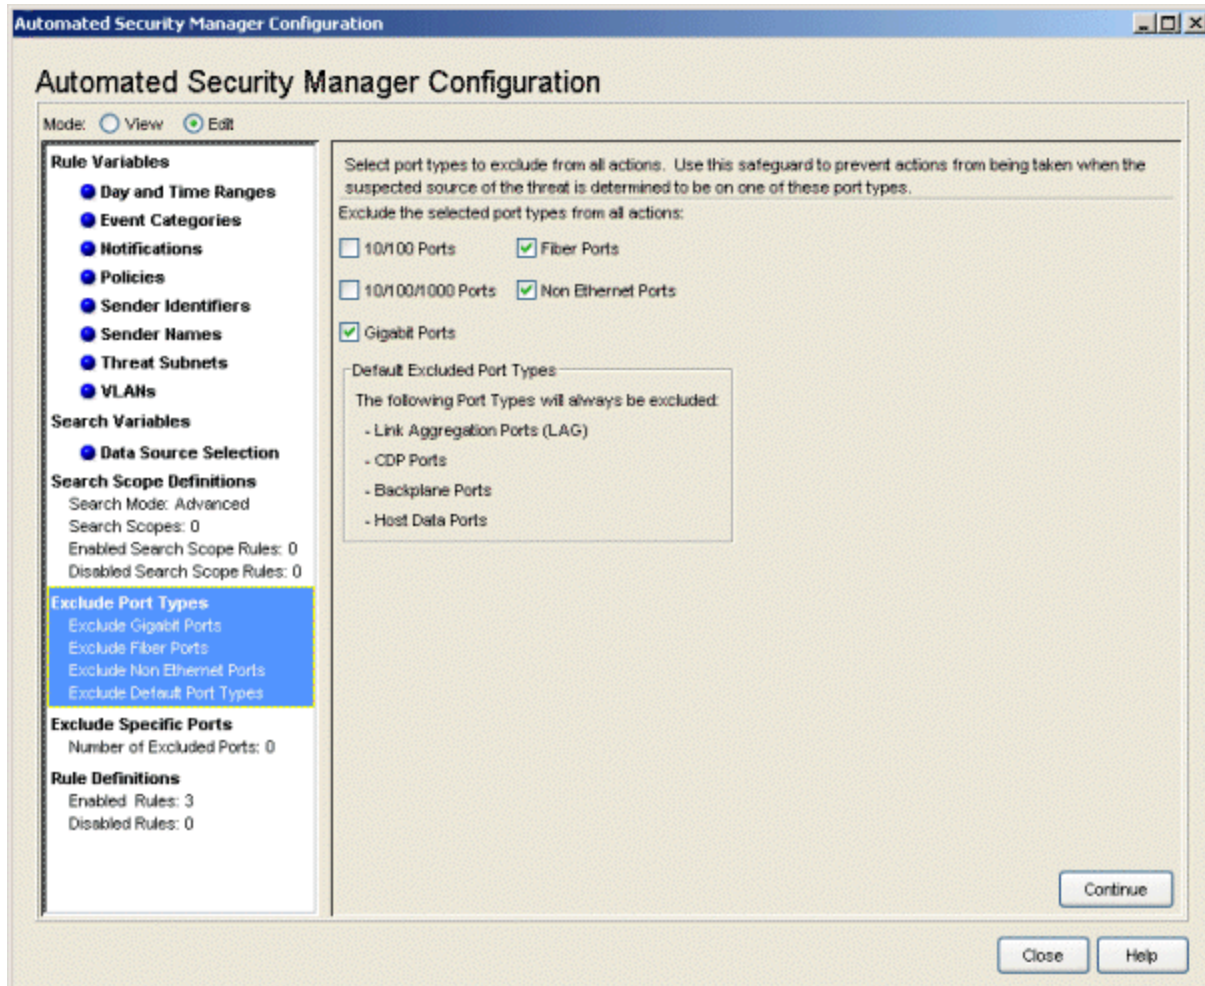 Automated Security Manager Configuration
Automated Security Manager Configuration
Mode: View Edit
Rule Variables
Day and Time Ranges
Event Categories
Notifications
Policies
Sender Identifiers
Sender Names
Threat Subnets
VLANs
Search Variables
Data Source Selection
Search Scope Definitions
Search Mode: Advanced
Search Scopes: 0
Enabled Search Scope Rules: 0
Disabled Search Scope Rules: 0
Exclude Port Types
Exclude Gigabit Ports
Exclude Fiber Ports
Exclude Non Ethernet Ports
Exclude Default Port Types
Exclude Specific Ports
Number of Excluded Ports: 0
Rule Definitions
Enabled Rules: 3
Disabled Rules: 0
Select port types to exclude from all actions. Use this safeguard to prevent actions from being taken when the
suspected source of the threat is determined to be on one of these port types.
Exclude the selected port types from all actions:
10/100 Ports Fiber Ports
10/100/1000 Ports Non Ethernet Ports
Gigabit Ports
Default Excluded Port Types
The following Port Types will always be excluded:
- Link Aggregation Ports (LAG)
- CDP Ports
- Backplane Ports
- Host Data Ports
Continue
Close Help